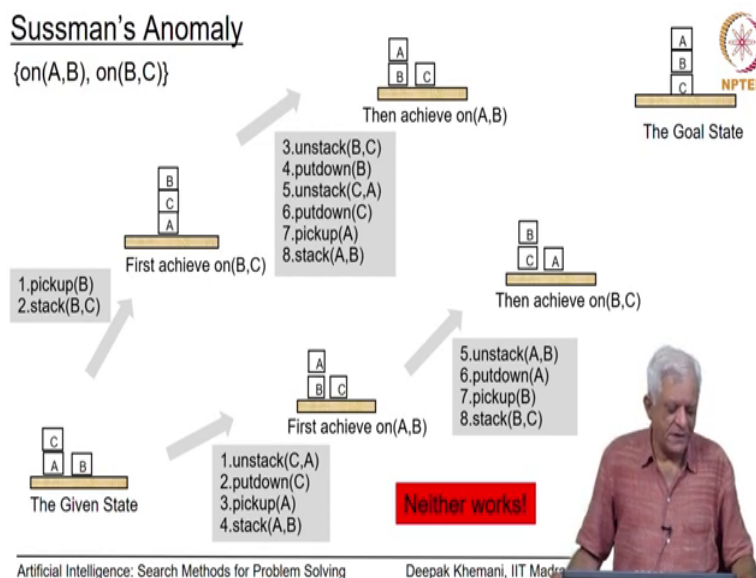 Sussman's Anomaly
{on(A,B), on(B,C)}
A
B C
Then achieve on(A,B)
A
B
C
The Goal State
NPTE
3.unstack(B,C)
4.putdown(B)
5.unstack(C,A)
6.putdown(C)
7.pickup(A)
8.stack(A,B)
B
C
A
First achieve on(B,C)
1.pickup(B)
2.stack(B,C)
B
C A
Then achieve on(B,C)
5.unstack(A,B)
6.putdown(A)
7.pickup(B)
8.stack(B,C)
A
B C
First achieve on(A,B)
C
A B
The Given State
1.unstack(C,A)
2.putdown(C)
3.pickup(A)
4.stack(A,B)
Neither works!
Artificial Intelligence: Search Methods for Problem Solving
Deepak Khemani, IIT Madra